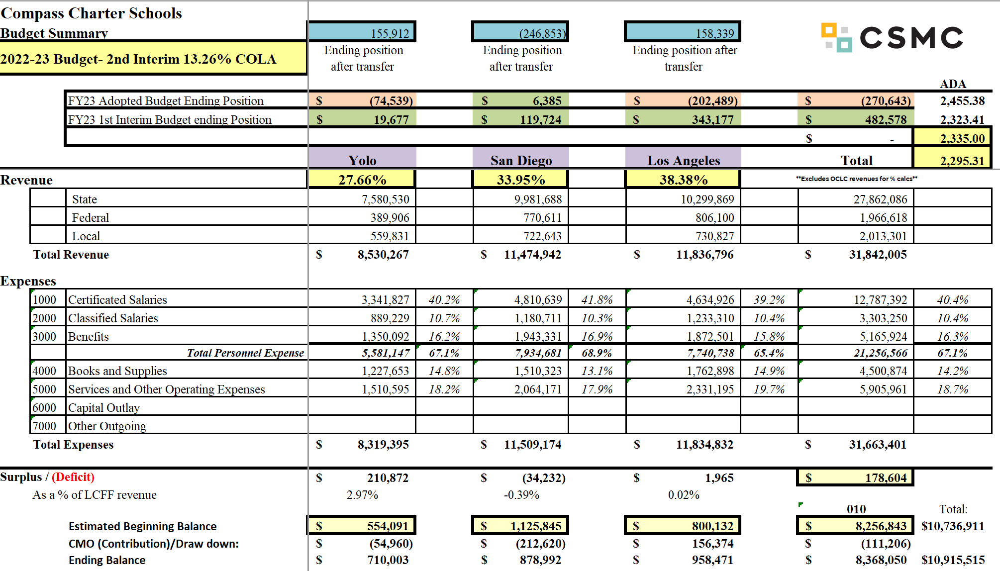 Compass Charter Schools
Budget Summary 155,912 (246,853) 158,339 CSMC
2022-23 Budget- 2nd Interim 13.26% COLA
Ending position after transfer Ending position after transfer Ending position after transfer
ADA
FY23 Adopted Budget Ending Position $ (74,539) $ 6,385 $ (202,489) $ (270,643) 2,455.38
FY23 1st Interim Budget ending Position $ 19,677 $ 119,724 $ 343,177 $ 482,578 2,323.41
$ - 2,335.00
Yolo San Diego Los Angeles Total 2,295.31
Revenue 27.66% 33.95% 38.38% **Excludes OCLC revenues for % calcs**
State 7,580,530 9,981,688 10,299,869 27,862,086
Federal 389,906 770,611 806,100 1,966,618
Local 559,831 722,643 730,827 2,013,301
Total Revenue $ 8,530,267 $ 11,474,942 $ 11,836,796 $ 31,842,005
Expenses
1000 Certificated Salaries 3,341,827 40.2% 4,810,639 41.8% 4,634,926 39.2% 12,787,392 40.4%
2000 Classified Salaries 889,229 10.7% 1,180,711 10.3% 1,233,310 10.4% 3,303,250 10.4%
3000 Benefits 1,350,092 16.2% 1,943,331 16.9% 1,872,501 15.8% 5,165,924 16.3%
Total Personnel Expense 5,581,147 67.1% 7,934,681 68.9% 7,740,738 65.4% 21,256,566 67.1%
4000 Books and Supplies 1,227,653 14.8% 1,510,323 13.1% 1,762,898 14.9% 4,500,874 14.2%
5000 Services and Other Operating Expenses 1,510,595 18.2% 2,064,171 17.9% 2,331,195 19.7% 5,905,961 18.7%
6000 Capital Outlay
7000 Other Outgoing
Total Expenses $ 8,319,395 $ 11,509,174 $ 11,834,832 $ 31,663,401
Surplus / (Deficit) $ 210,872 $ (34,232) $ 1,965 $ 178,604
As a % of LCFF revenue 2.97% -0.39% 0.02%
010 Total:
Estimated Beginning Balance $ 554,091 $ 1,125,845 $ 800,132 $ 8,256,843 $10,736,911
CMO (Contribution)/Draw down: $ (54,960) $ (212,620) $ 156,374 $ (111,206)
Ending Balance $ 710,003 $ 878,992 $ 958,471 $ 8,368,050 $10,915,515